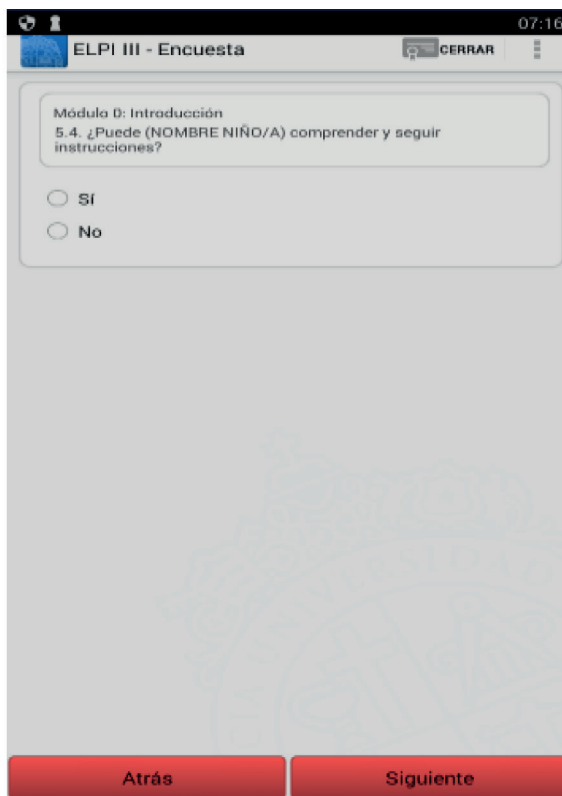 07:16
ELPI III - Encuesta
CERRAR
Módulo D: Introducción
5.4. ¿Puede (NOMBRE NIÑO/A) comprender y seguir
instrucciones?
Sí
No
UNIVERSIDAD
Atrás
Siguiente